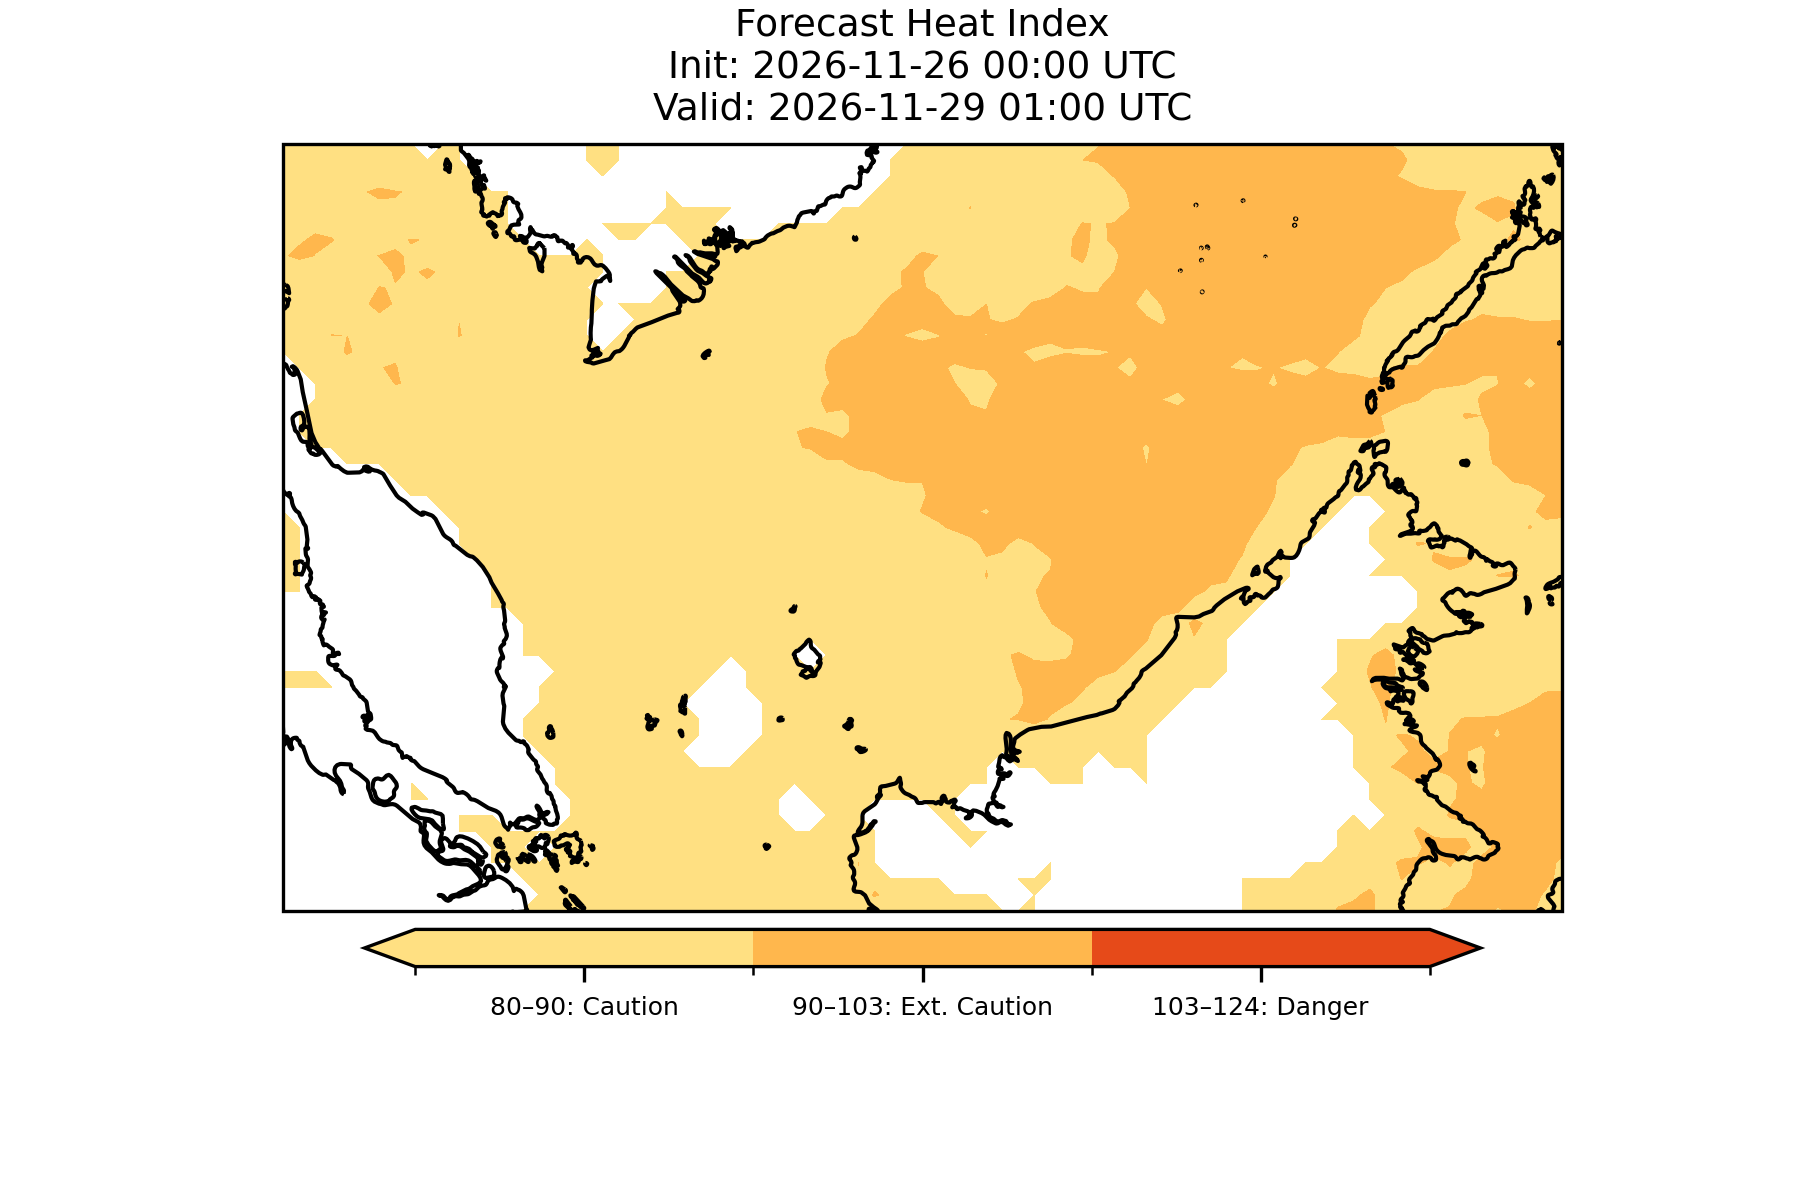 Forecast Heat Index
Init: 2026-11-26 00:00 UTC
Valid: 2026-11-29 01:00 UTC
80–90: Caution
90–103: Ext. Caution
103–124: Danger